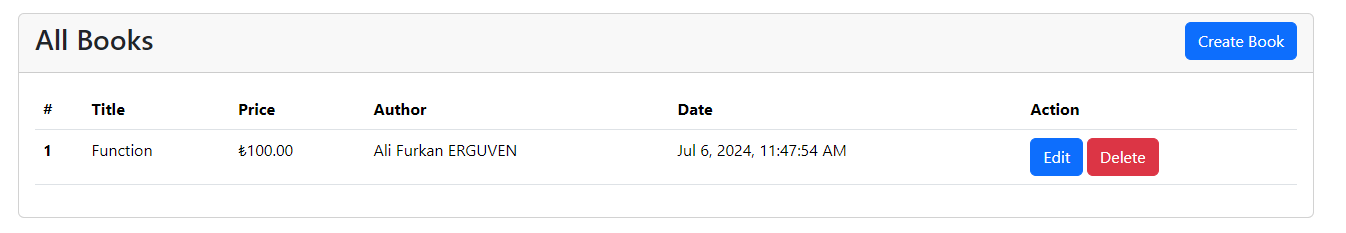 All Books Create Book
# Title Price Author Date Action
1 Function ₺100.00 Ali Furkan ERGUVEN Jul 6, 2024, 11:47:54 AM Edit Delete